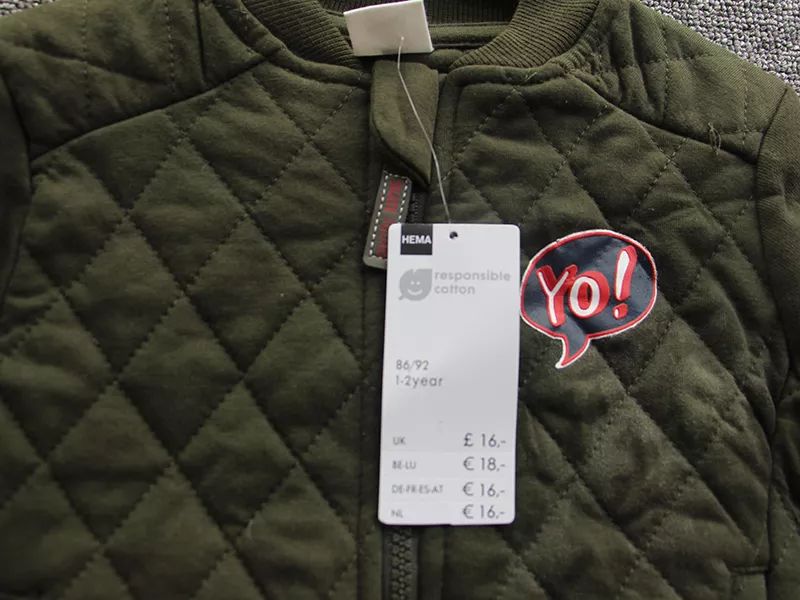 HEMA
responsible
cotton
Yo!
86/92
1-2year
UK £ 16,-
BE-LU € 18,-
DE-FR-ES-AT € 16,-
NL € 16,-